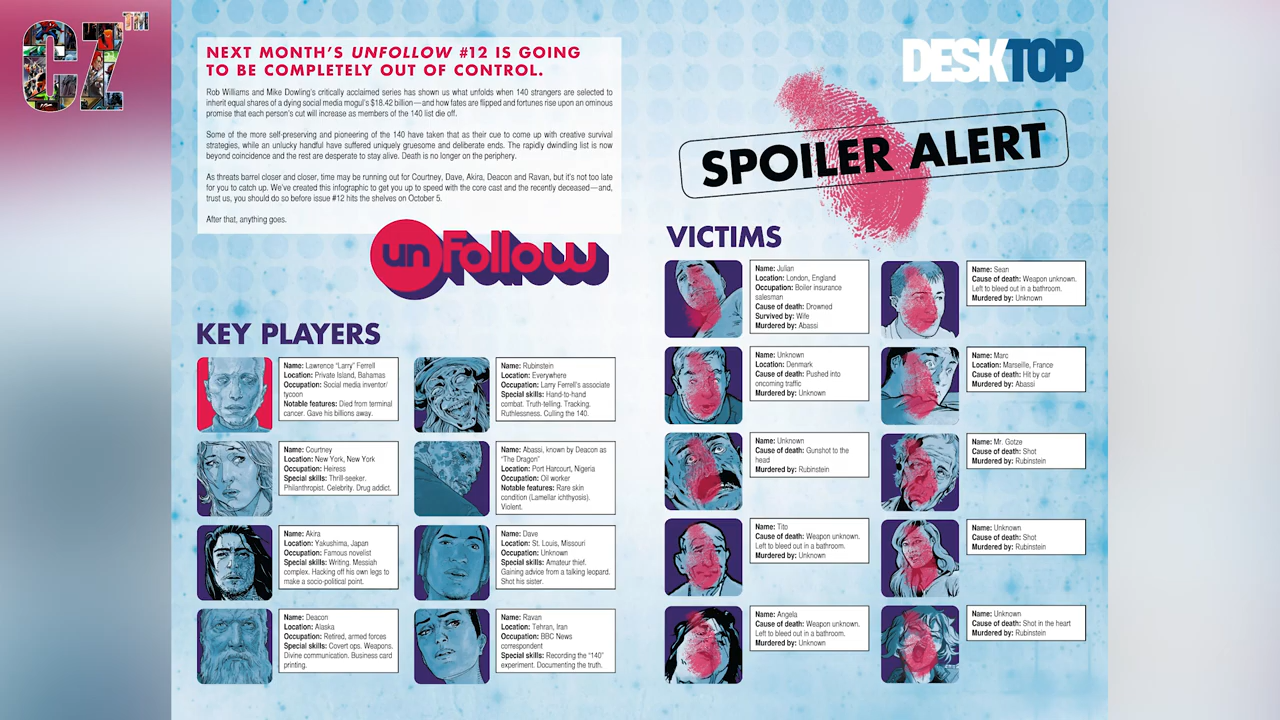 CZ™
NEXT MONTH'S UNFOLLOW #12 IS GOING
TO BE COMPLETELY OUT OF CONTROL.
Rob Williams and Mike Dowling's critically acclaimed series has shown us what unfolds when 140 strangers are selected to
inherit equal shares of a dying social media mogul's $18.42 billion—and how fates are flipped and fortunes rise upon an ominous
promise that each person's cut will increase as members of the 140 list die off.
Some of the more self-preserving and pioneering of the 140 have taken that as their cue to come up with creative survival
strategies, while an unlucky handful have suffered uniquely gruesome and deliberate ends. The rapidly dwindling list is now
beyond coincidence and the rest are desperate to stay alive. Death is no longer on the periphery.
As threats barrel closer and closer, time may be running out for Courtney, Dave, Akira, Deacon and Ravan, but it's not too late
for you to catch up. We've created this infographic to get you up to speed with the core cast and the recently deceased—and,
trust us, you should do so before issue #12 hits the shelves on October 5.
After that, anything goes.
unFollow
KEY PLAYERS
Name: Lawrence "Larry" Ferrell
Location: Private Island, Bahamas
Occupation: Social media inventor/
tycoon
Notable features: Died from terminal
cancer. Gave his billions away.
Name: Rubinstein
Location: Everywhere
Occupation: Larry Ferrell's associate
Special skills: Hand-to-hand
combat. Truth-telling. Tracking.
Ruthlessness. Culling the 140.
Name: Courtney
Location: New York, New York
Occupation: Heiress
Special skills: Thrill-seeker.
Philanthropist. Celebrity. Drug addict.
Name: Abassi, known by Deacon as
"The Dragon"
Location: Port Harcourt, Nigeria
Occupation: Oil worker
Notable features: Rare skin
condition (Lamellar ichthyosis).
Violent.
Name: Akira
Location: Yakushima, Japan
Occupation: Famous novelist
Special skills: Writing. Messiah
complex. Hacking off his own legs to
make a socio-political point.
Name: Dave
Location: St. Louis, Missouri
Occupation: Unknown
Special skills: Amateur thief.
Gaining advice from a talking leopard.
Shot his sister.
Name: Deacon
Location: Alaska
Occupation: Retired, armed forces
Special skills: Covert ops. Weapons.
Divine communication. Business card
printing.
Name: Ravan
Location: Tehran, Iran
Occupation: BBC News
correspondent
Special skills: Recording the "140"
experiment. Documenting the truth.
DESKTOP
SPOILER ALERT
VICTIMS
Name: Julian
Location: London, England
Occupation: Boiler insurance
salesman
Cause of death: Drowned
Survived by: Wife
Murdered by: Abassi
Name: Sean
Cause of death: Weapon unknown.
Left to bleed out in a bathroom.
Murdered by: Unknown
Name: Unknown
Location: Denmark
Cause of death: Pushed into
oncoming traffic
Murdered by: Unknown
Name: Marc
Location: Marseille, France
Cause of death: Hit by car
Murdered by: Abassi
Name: Unknown
Cause of death: Gunshot to the
head
Murdered by: Rubinstein
Name: Mr. Gotze
Cause of death: Shot
Murdered by: Rubinstein
Name: Tito
Cause of death: Weapon unknown.
Left to bleed out in a bathroom.
Murdered by: Unknown
Name: Unknown
Cause of death: Shot
Murdered by: Rubinstein
Name: Angela
Cause of death: Weapon unknown.
Left to bleed out in a bathroom.
Murdered by: Unknown
Name: Unknown
Cause of death: Shot in the heart
Murdered by: Rubinstein